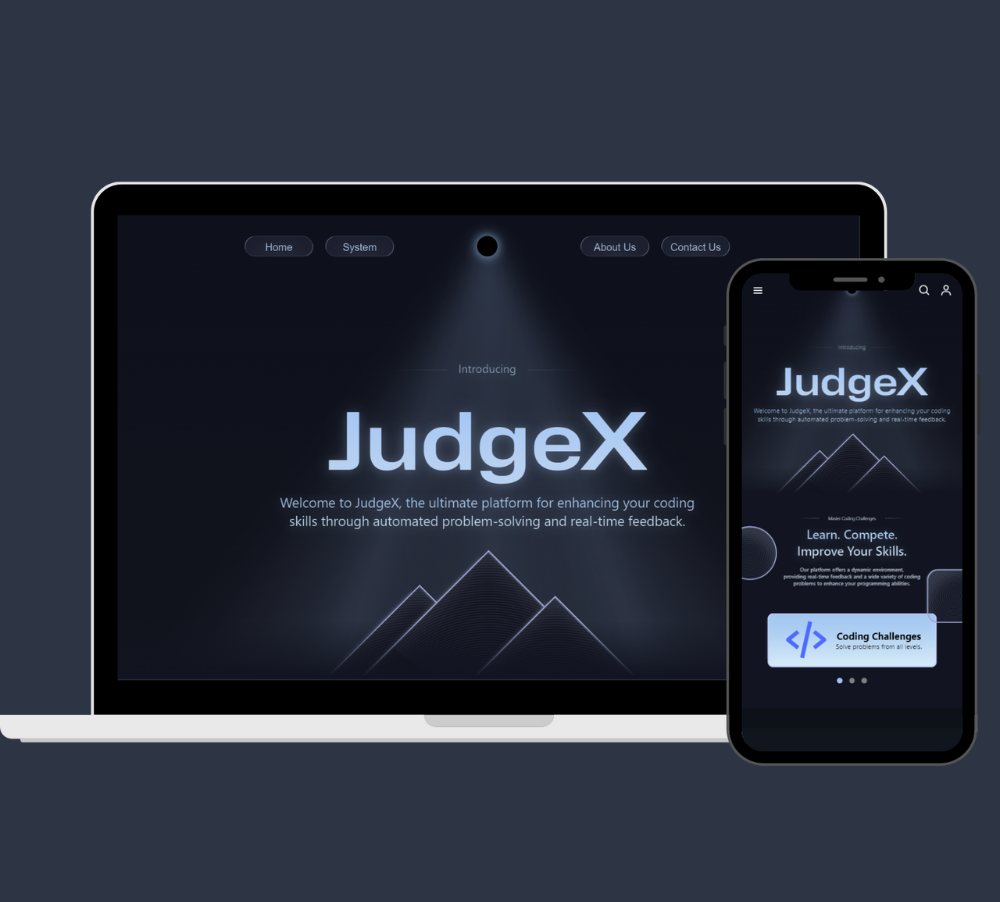 Home
System
About Us
Contact Us
Introducing
JudgeX
Welcome to JudgeX, the ultimate platform for enhancing your coding
skills through automated problem-solving and real-time feedback.
Introducing
JudgeX
Welcome to JudgeX, the ultimate platform for enhancing your coding
skills through automated problem-solving and real-time feedback.
Master Coding Challenges
Learn. Compete.
Improve Your Skills.
Our platform offers a dynamic environment,
providing real-time feedback and a wide variety of coding
problems to enhance your programming abilities.
</>
Coding Challenges
Solve problems from all levels.